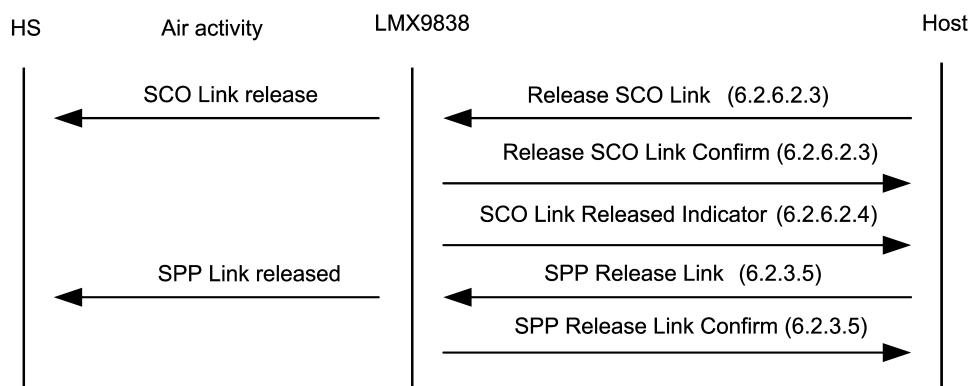 HS
Air activity
LMX9838
Host
SCO Link release
Release SCO Link (6.2.6.2.3)
Release SCO Link Confirm (6.2.6.2.3)
SCO Link Released Indicator (6.2.6.2.4)
SPP Link released
SPP Release Link (6.2.3.5)
SPP Release Link Confirm (6.2.3.5)